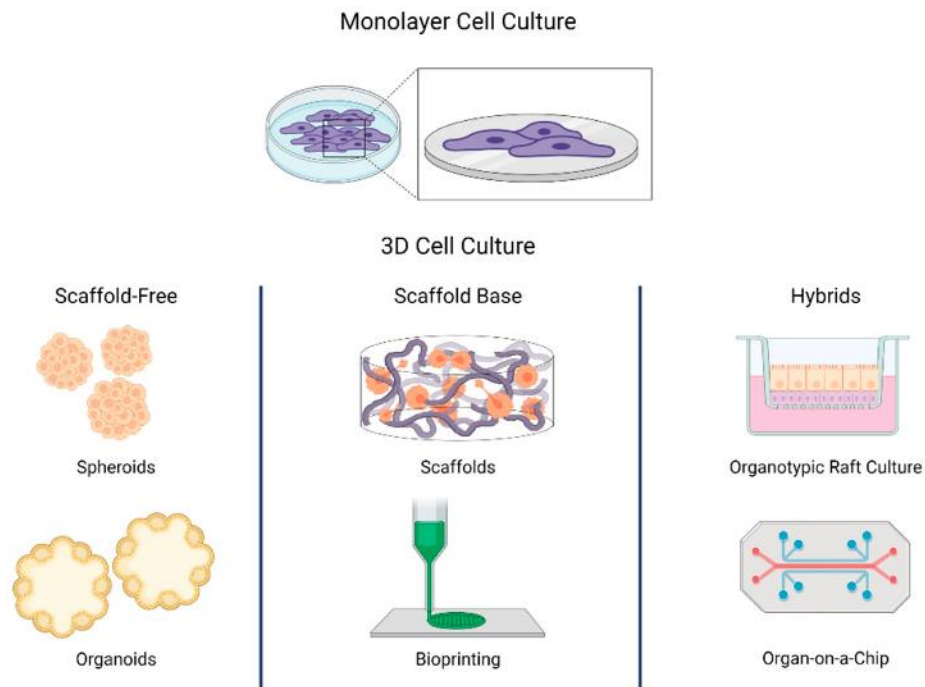 Monolayer Cell Culture
3D Cell Culture
Scaffold-Free
Scaffold Base
Hybrids
Spheroids
Scaffolds
Organotypic Raft Culture
Organoids
Bioprinting
Organ-on-a-Chip